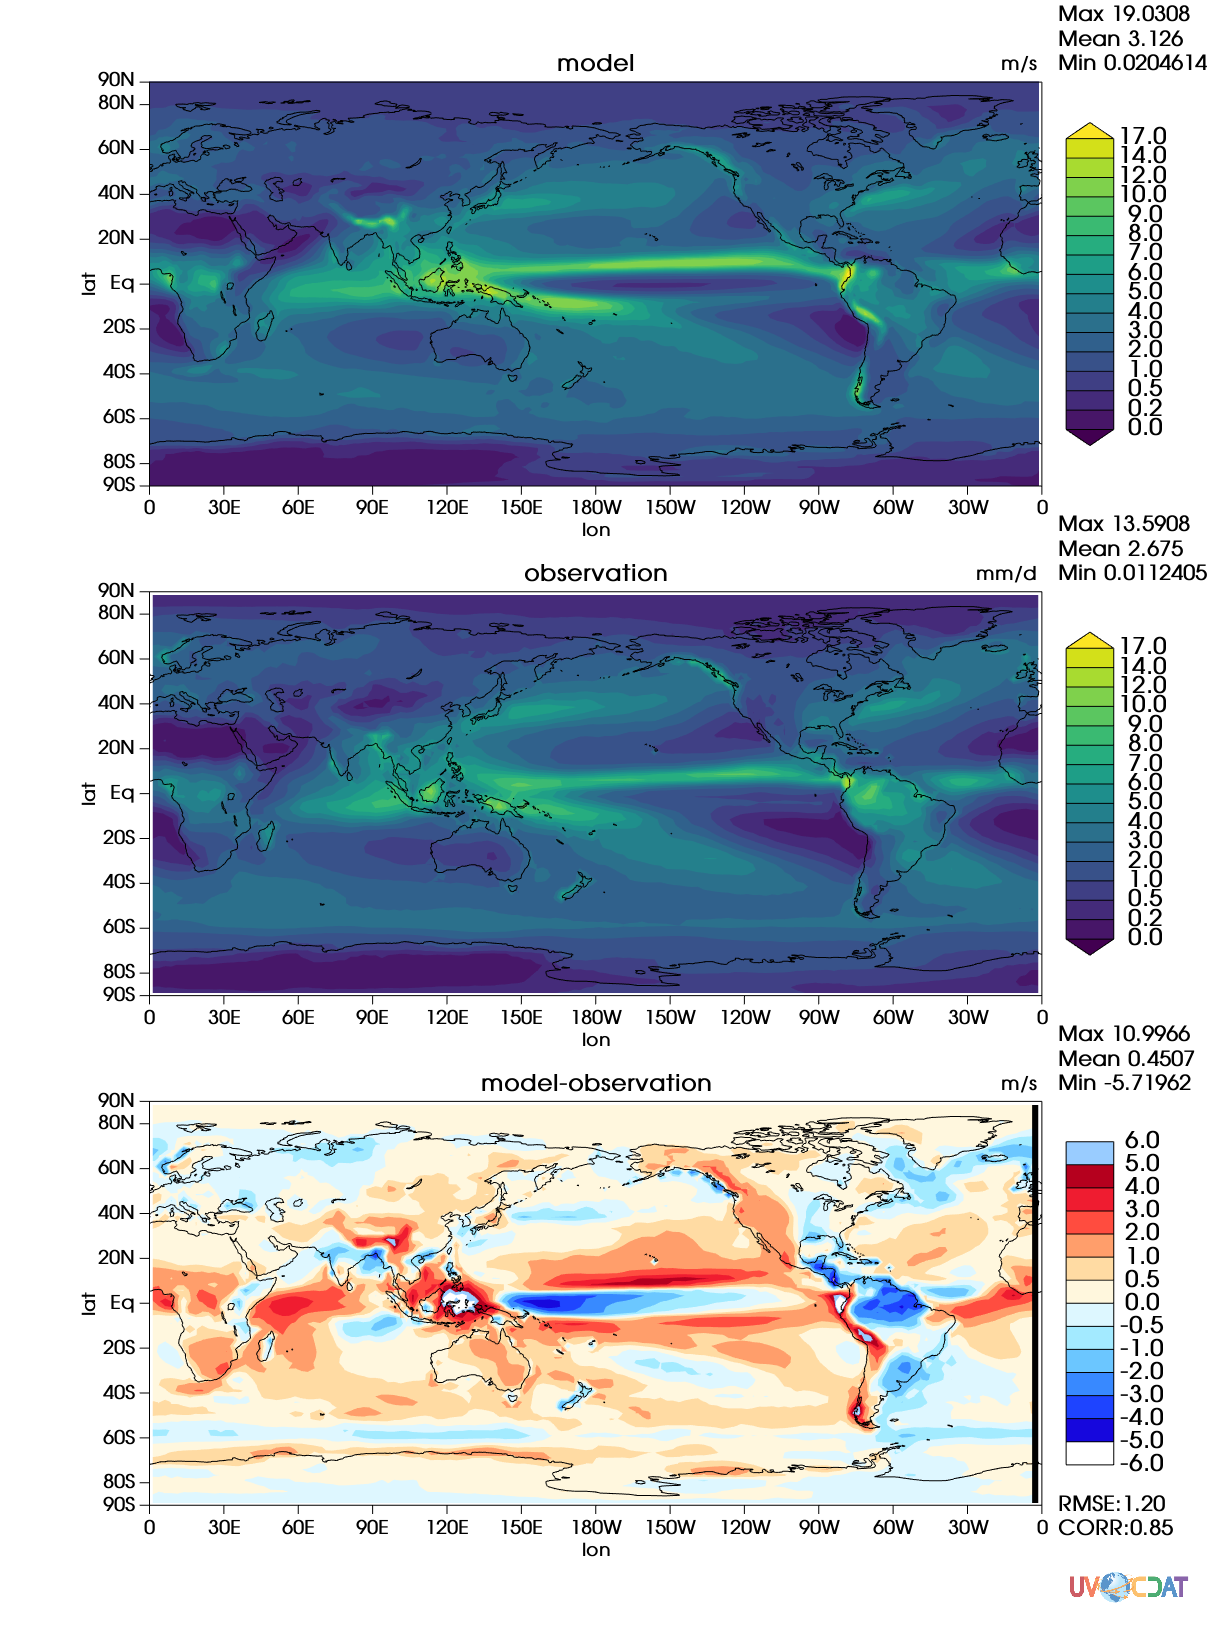 Max 19.0308
Mean 3.126
Min 0.0204614
model
m/s
90N
80N
60N
40N
20N
Eq
20S
40S
60S
80S
90S
lat
0 30E 60E 90E 120E 150E 180W 150W 120W 90W 60W 30W 0
lon
17.0
14.0
12.0
10.0
9.0
8.0
7.0
6.0
5.0
4.0
3.0
2.0
1.0
0.5
0.2
0.0
Max 13.5908
Mean 2.675
Min 0.0112405
observation
mm/d
90N
80N
60N
40N
20N
Eq
20S
40S
60S
80S
90S
lat
0 30E 60E 90E 120E 150E 180W 150W 120W 90W 60W 30W 0
lon
17.0
14.0
12.0
10.0
9.0
8.0
7.0
6.0
5.0
4.0
3.0
2.0
1.0
0.5
0.2
0.0
Max 10.9966
Mean 0.4507
Min -5.71962
model-observation
m/s
90N
80N
60N
40N
20N
Eq
20S
40S
60S
80S
90S
lat
0 30E 60E 90E 120E 150E 180W 150W 120W 90W 60W 30W 0
lon
6.0
5.0
4.0
3.0
2.0
1.0
0.5
0.0
-0.5
-1.0
-2.0
-3.0
-4.0
-5.0
-6.0
RMSE:1.20
CORR:0.85
UV CDAT